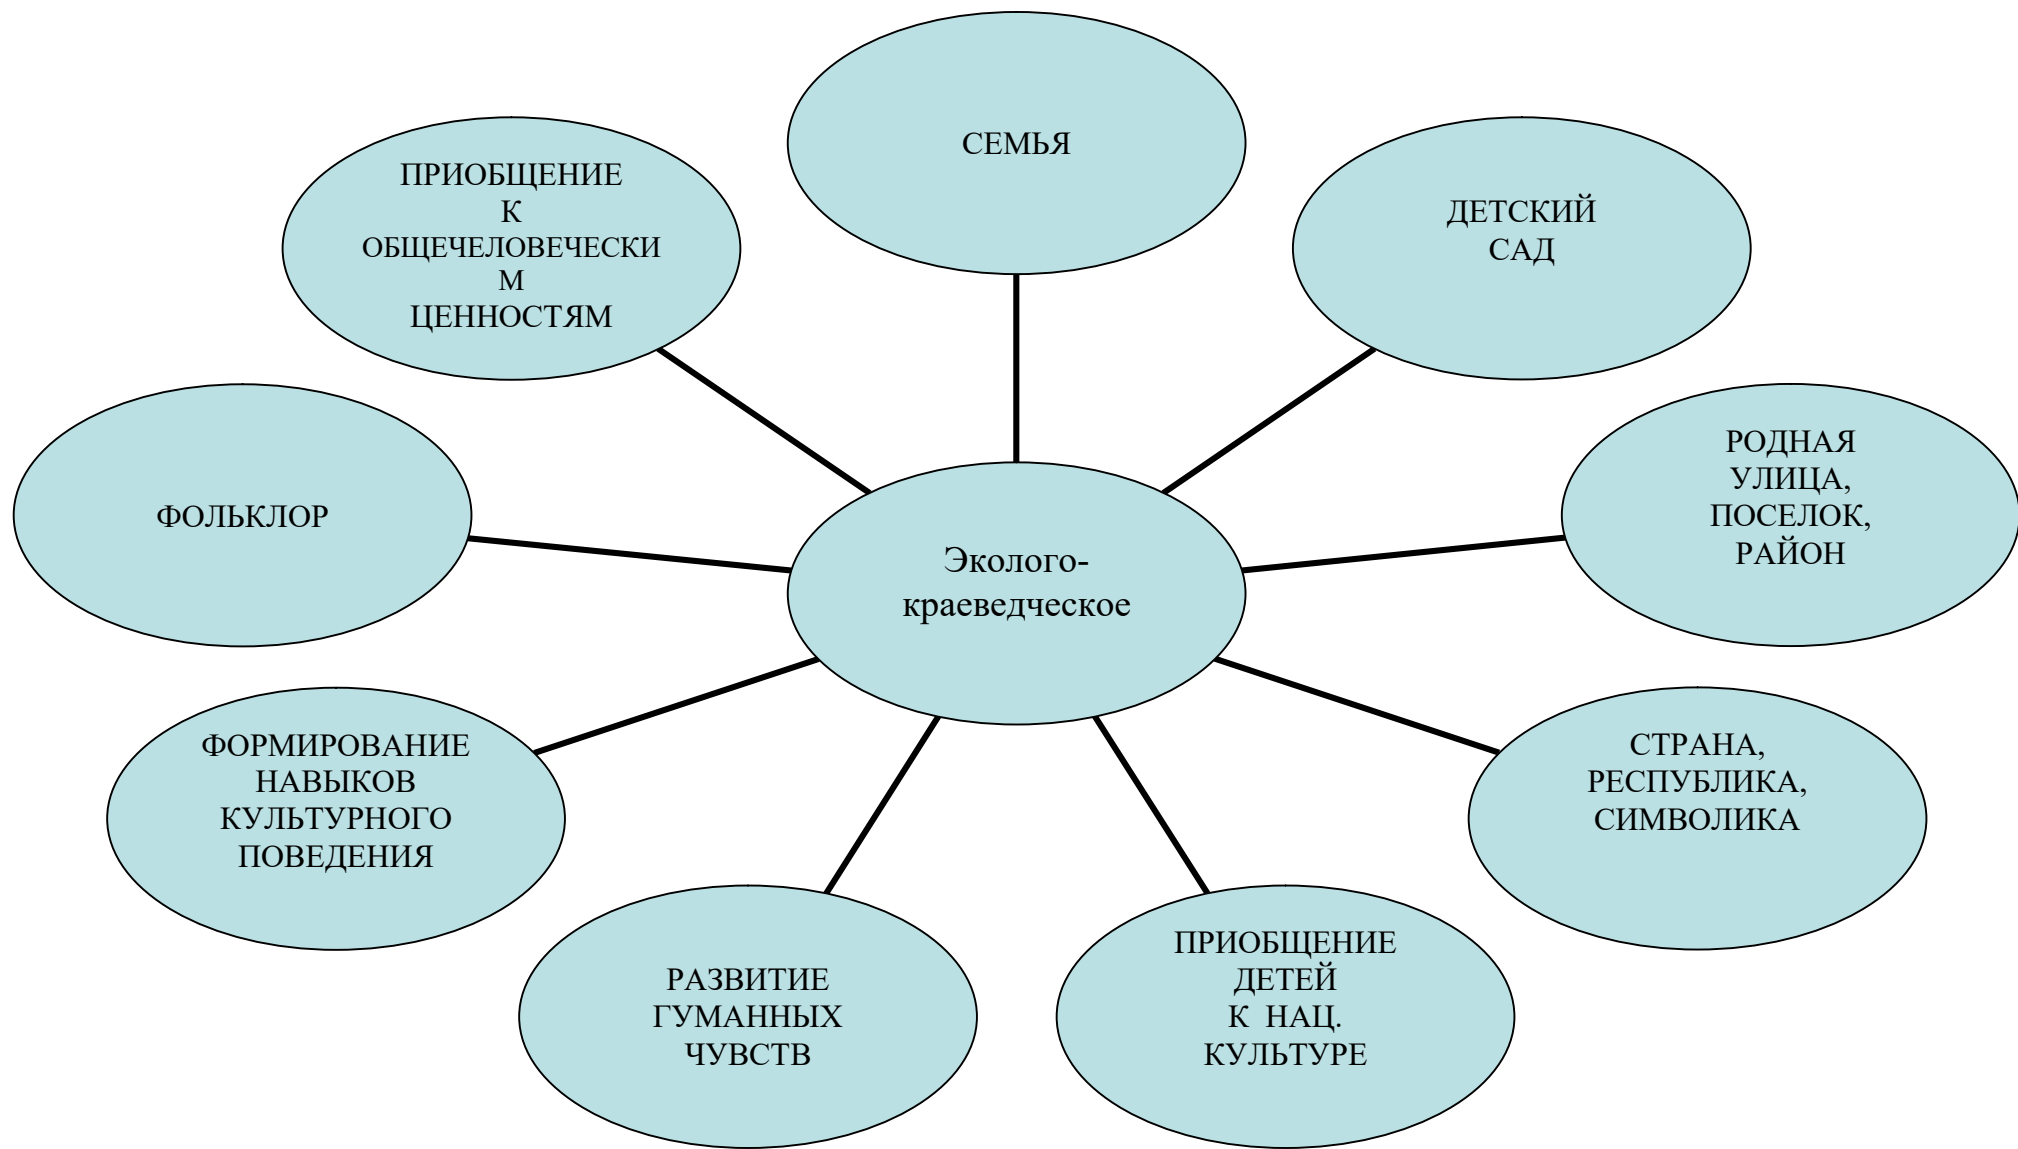 СЕМЬЯ
ПРИОБЩЕНИЕ
К
ОБЩЕЧЕЛОВЕЧЕСКИ
М
ЦЕННОСТЯМ
ДЕТСКИЙ
САД
ФОЛЬКЛОР
РОДНАЯ
УЛИЦА,
ПОСЕЛОК,
РАЙОН
Эколого-
краеведческое
ФОРМИРОВАНИЕ
НАВЫКОВ
КУЛЬТУРНОГО
ПОВЕДЕНИЯ
СТРАНА,
РЕСПУБЛИКА,
СИМВОЛИКА
РАЗВИТИЕ
ГУМАННЫХ
ЧУВСТВ
ПРИОБЩЕНИЕ
ДЕТЕЙ
К НАЦ.
КУЛЬТУРЕ